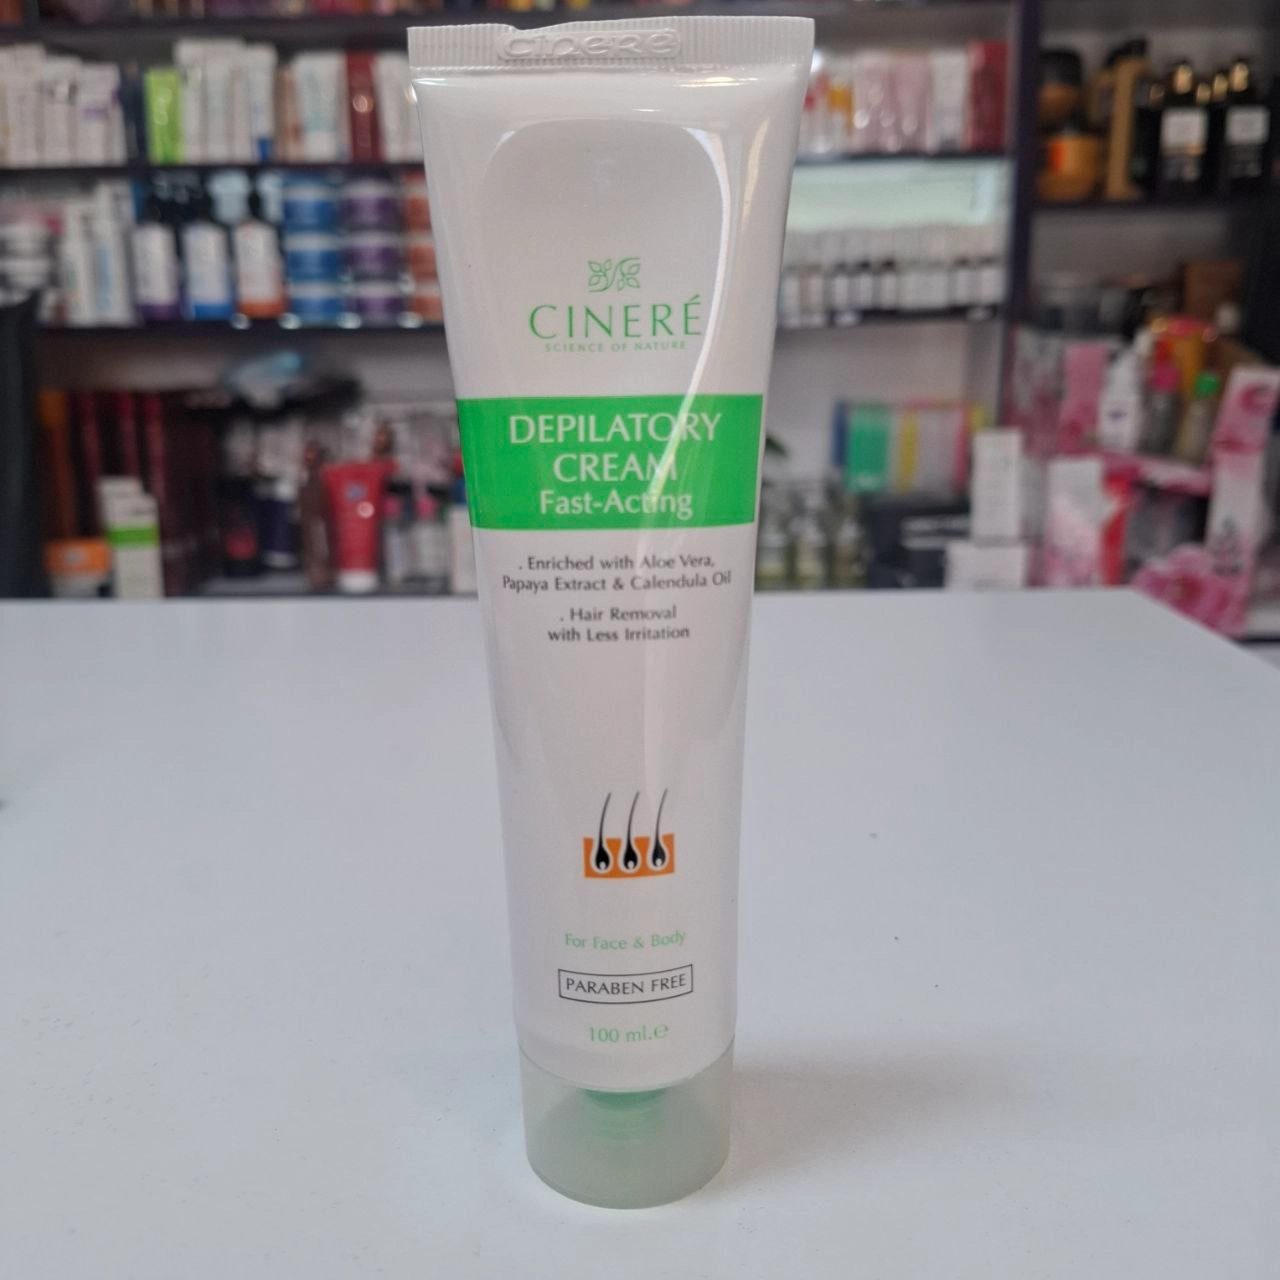 cinere
CINERÉ
SCIENCE OF NATURE
DEPILATORY
CREAM
Fast-Acting
. Enriched with Aloe Vera,
Papaya Extract & Calendula Oil
. Hair Removal
with Less Irritation
For Face & Body
PARABEN FREE
100 ml.℮